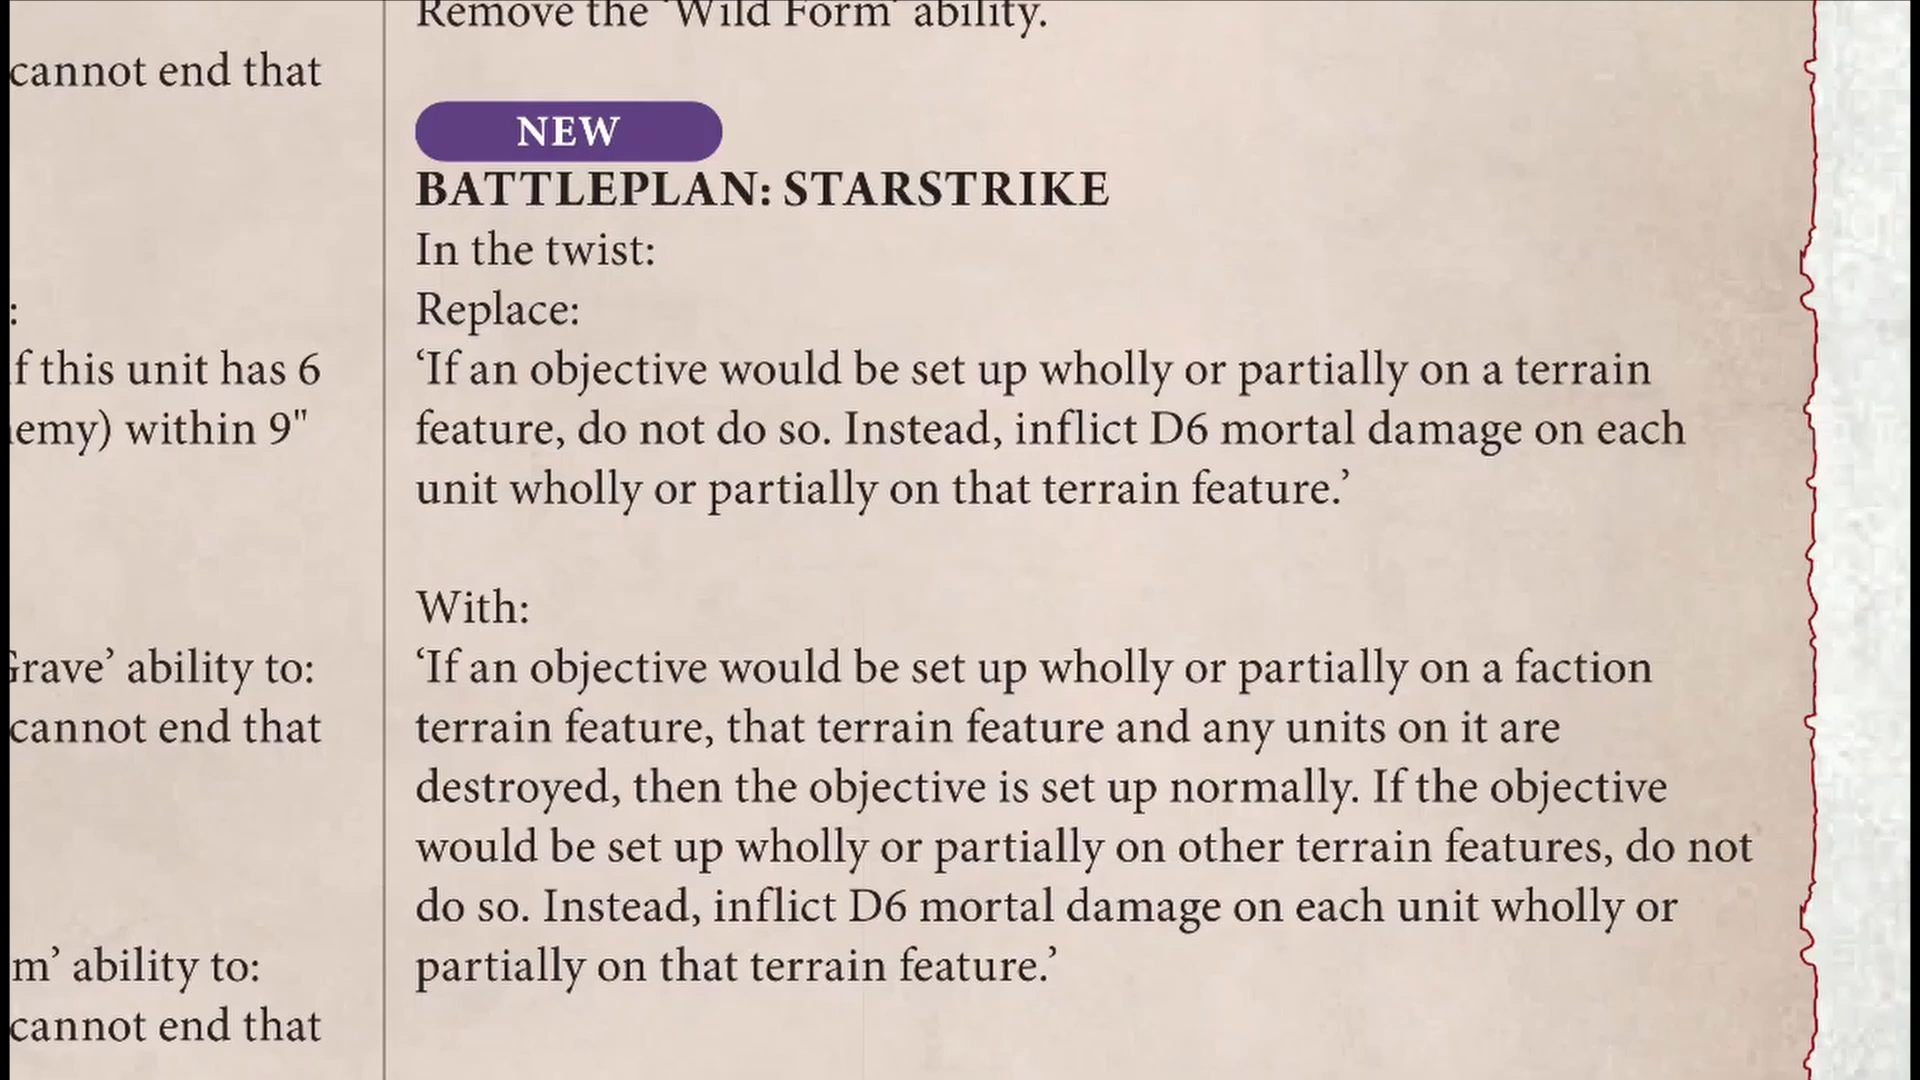 cannot end that
:
f this unit has 6
emy) within 9"
Grave’ ability to:
cannot end that
m’ ability to:
cannot end that
Remove the ‘Wild Form’ ability.
NEW
BATTLEPLAN: STARSTRIKE
In the twist:
Replace:
‘If an objective would be set up wholly or partially on a terrain
feature, do not do so. Instead, inflict D6 mortal damage on each
unit wholly or partially on that terrain feature.’
With:
‘If an objective would be set up wholly or partially on a faction
terrain feature, that terrain feature and any units on it are
destroyed, then the objective is set up normally. If the objective
would be set up wholly or partially on other terrain features, do not
do so. Instead, inflict D6 mortal damage on each unit wholly or
partially on that terrain feature.’